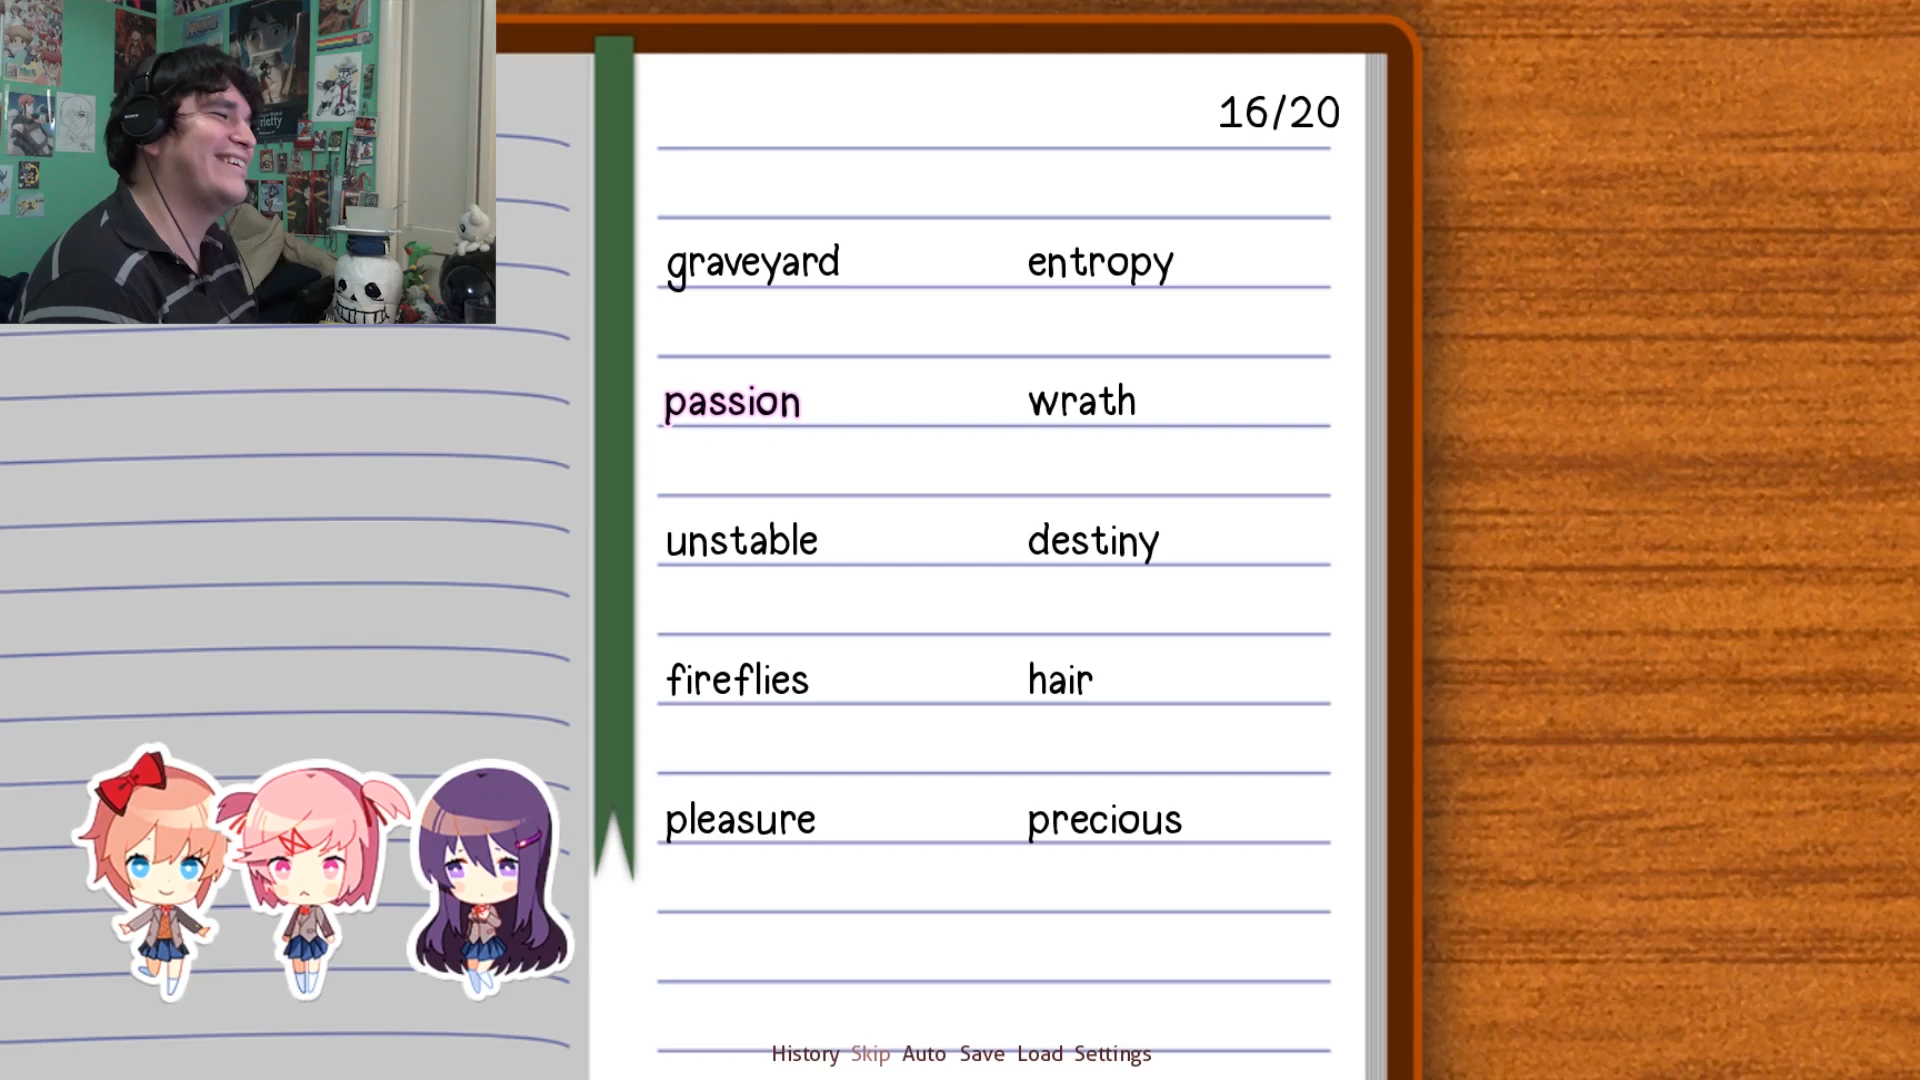 16/20
graveyard entropy
passion wrath
unstable destiny
fireflies hair
pleasure precious
History Skip Auto Save Load Settings